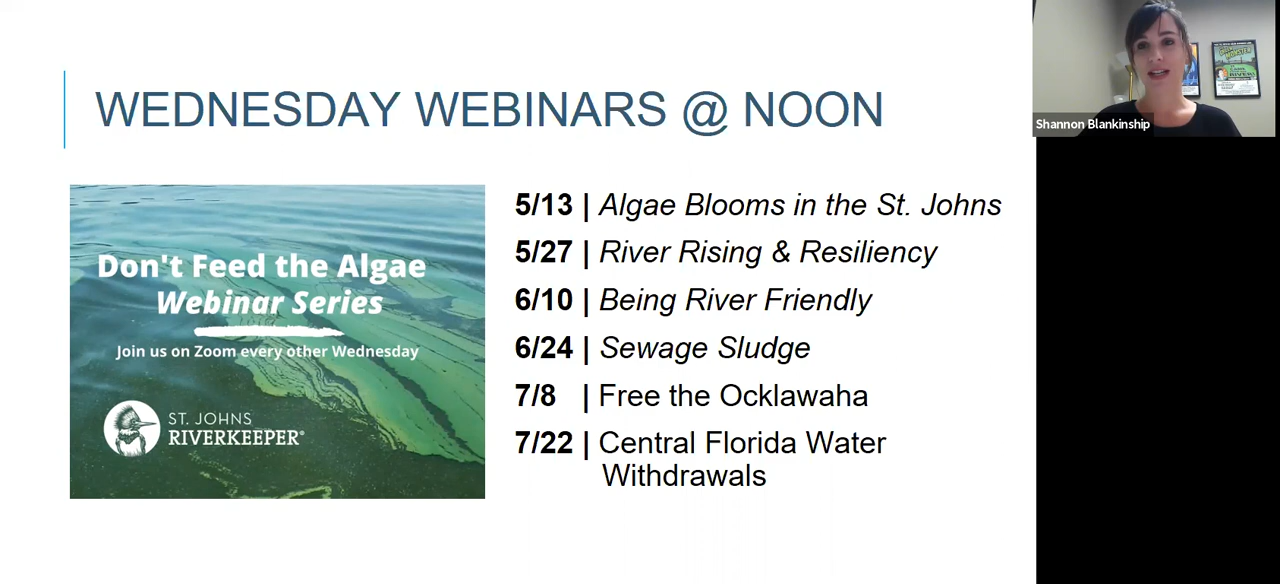 WEDNESDAY WEBINARS @ NOON
Shannon Blankinship
Don't Feed the Algae
Webinar Series
Join us on Zoom every other Wednesday
ST. JOHNS
RIVERKEEPER®
5/13 | Algae Blooms in the St. Johns
5/27 | River Rising & Resiliency
6/10 | Being River Friendly
6/24 | Sewage Sludge
7/8 | Free the Ocklawaha
7/22 | Central Florida Water
Withdrawals